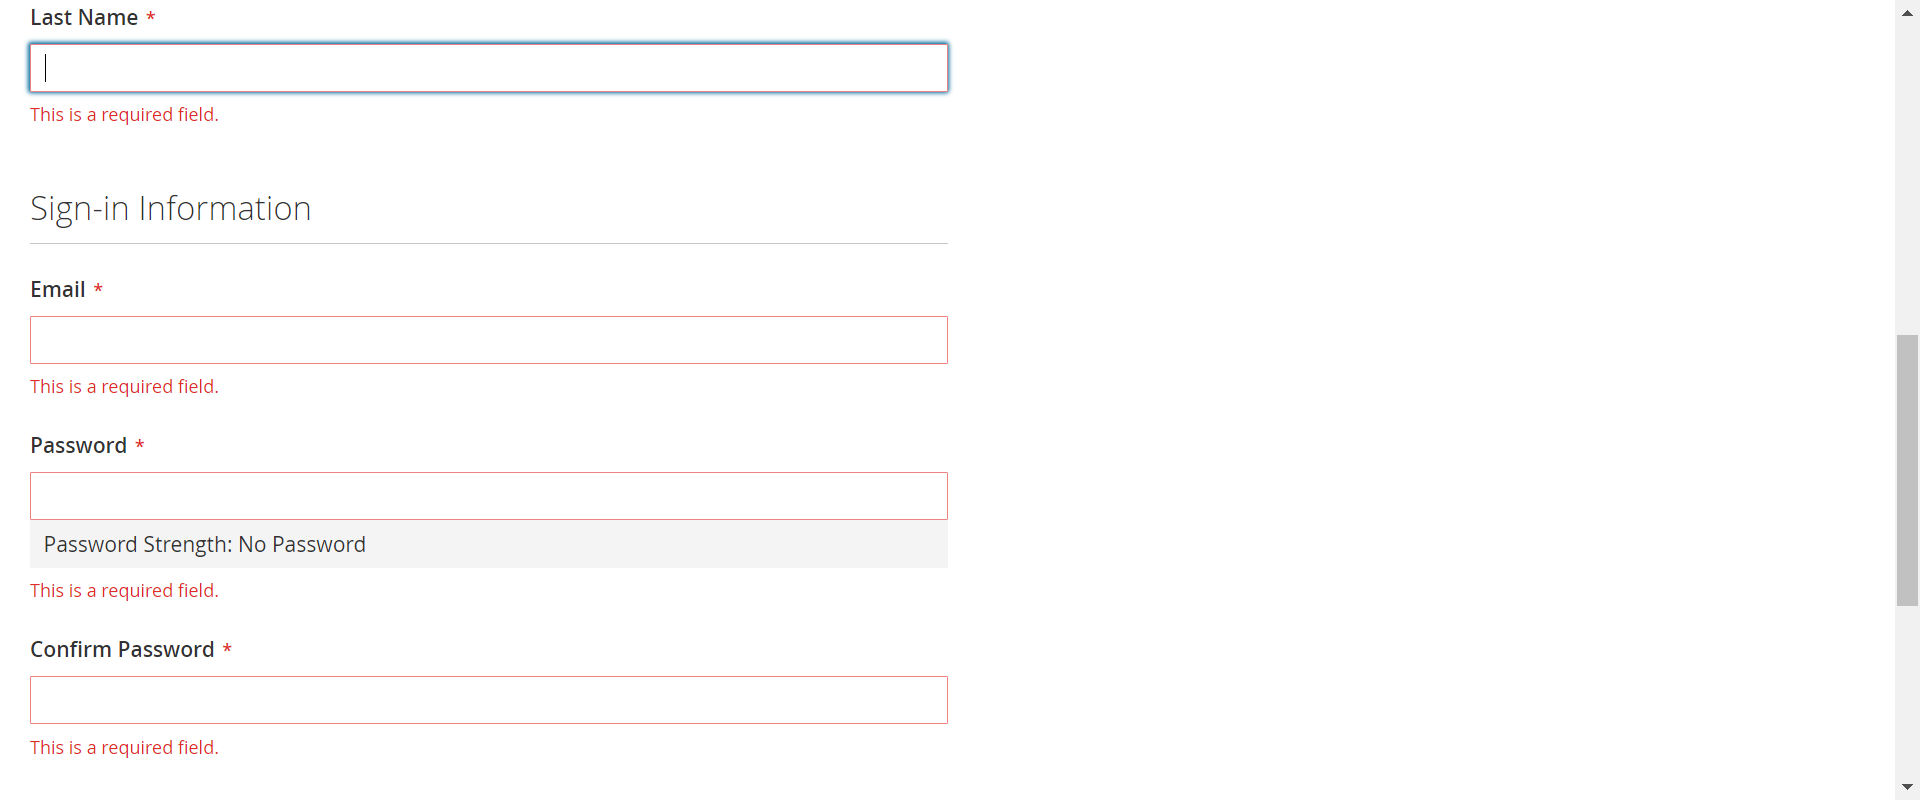 Last Name *
This is a required field.
Sign-in Information
Email *
This is a required field.
Password *
Password Strength: No Password
This is a required field.
Confirm Password *
This is a required field.